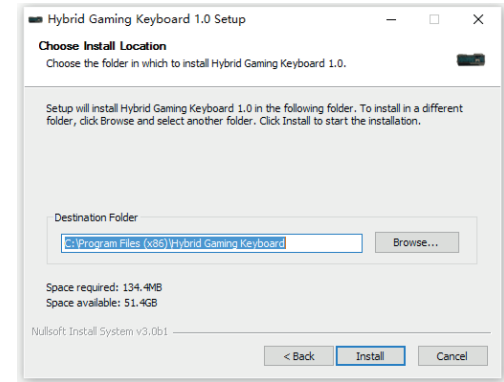 Hybrid Gaming Keyboard 1.0 Setup
Choose Install Location
Choose the folder in which to install Hybrid Gaming Keyboard 1.0.
Setup will install Hybrid Gaming Keyboard 1.0 in the following folder. To install in a different
folder, click Browse and select another folder. Click Install to start the installation.
Destination Folder
C:\Program Files (x86)\Hybrid Gaming Keyboard
Browse...
Space required: 134.4MB
Space available: 51.4GB
Nullsoft Install System v3.0b1
< Back Install Cancel